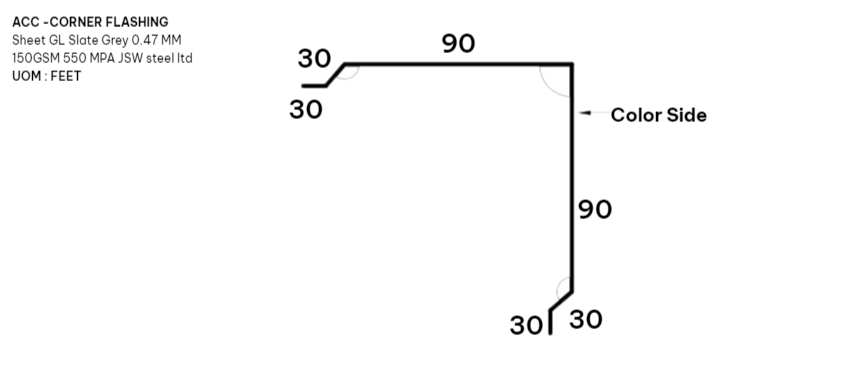 ACC -CORNER FLASHING
Sheet GL Slate Grey 0.47 MM
150GSM 550 MPA JSW steel ltd
UOM : FEET
90
30
30
Color Side
90
30
30